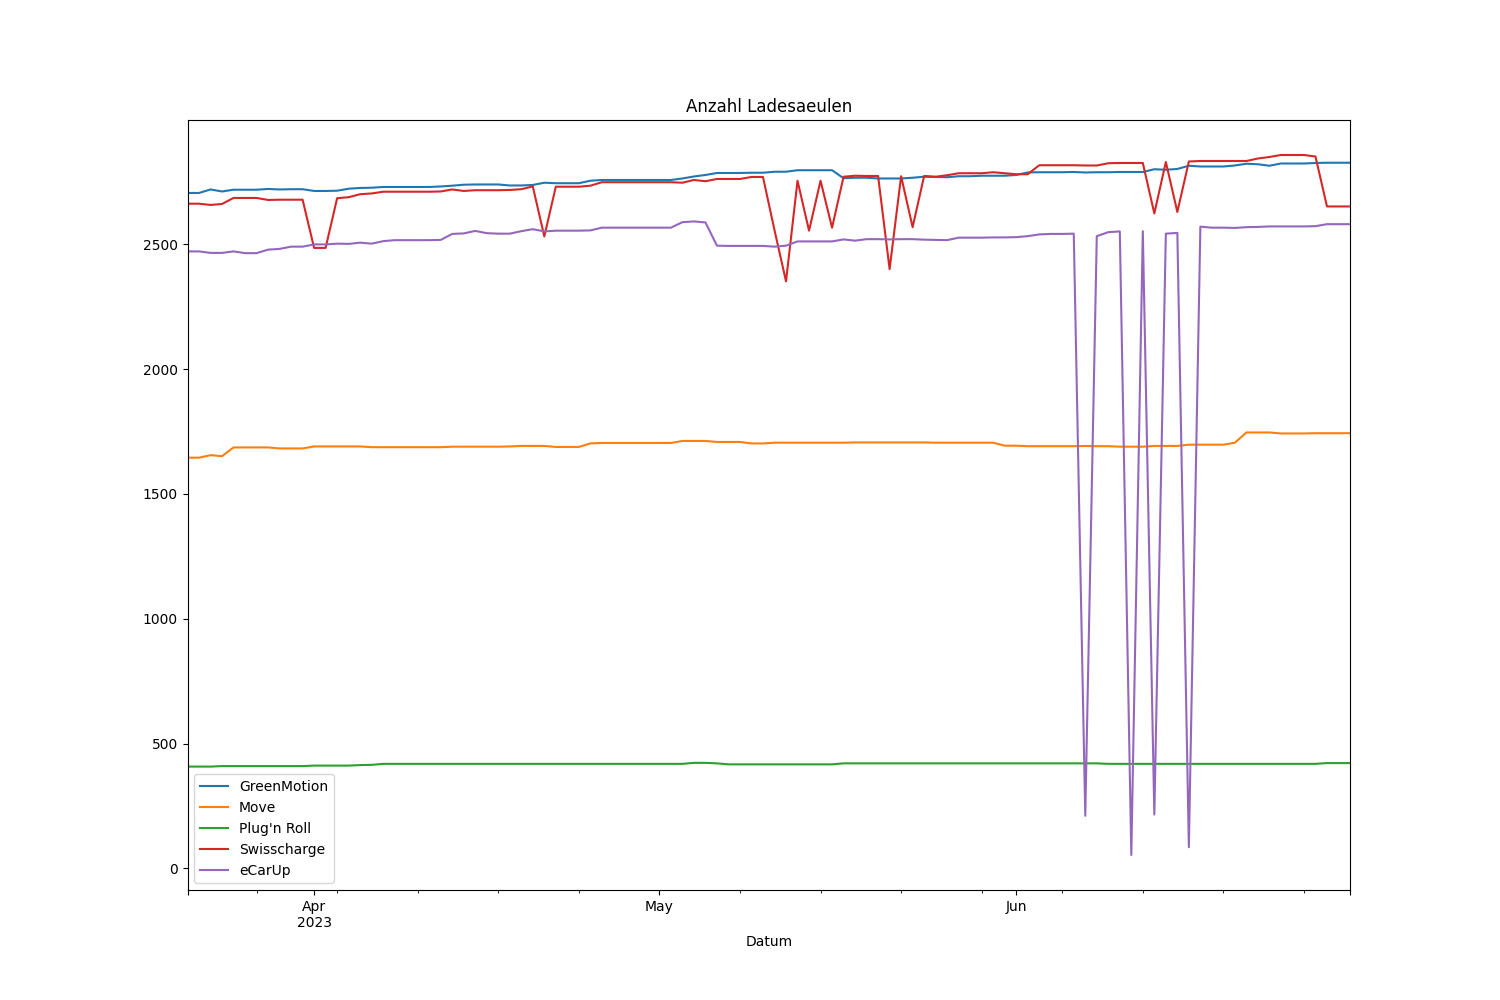 Anzahl Ladesaeulen
2500
2000
1500
1000
500
0
GreenMotion
Move
Plug'n Roll
Swisscharge
eCarUp
Apr
2023
May
Jun
Datum